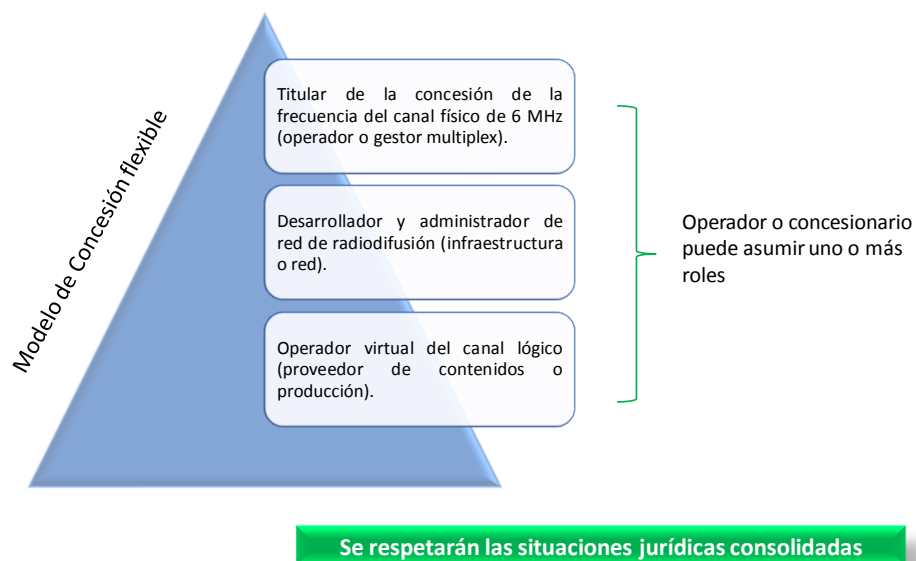 Modelo de Concesión flexible
Titular de la concesión de la
frecuencia del canal físico de 6 MHz
(operador o gestor multiplex).
Desarrollador y administrador de
red de radiodifusión (infraestructura
o red).
Operador virtual del canal lógico
(proveedor de contenidos o
producción).
Operador o concesionario
puede asumir uno o más
roles
Se respetarán las situaciones jurídicas consolidadas